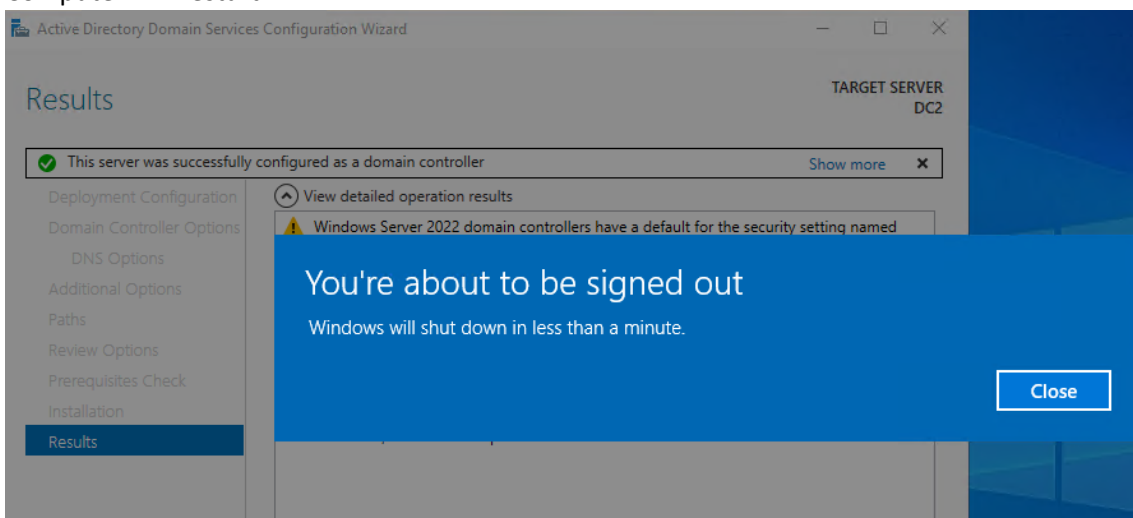 Active Directory Domain Services Configuration Wizard
Results
TARGET SERVER
DC2
This server was successfully configured as a domain controller
Show more
Deployment Configuration
View detailed operation results
Domain Controller Options
Windows Server 2022 domain controllers have a default for the security setting named
DNS Options
You're about to be signed out
Additional Options
Windows will shut down in less than a minute.
Paths
Review Options
Prerequisites Check
Close
Installation
Results